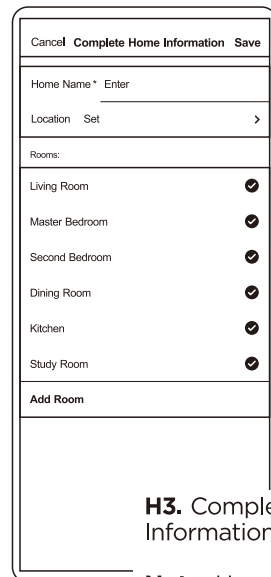 Cancel Complete Home Information Save
Home Name* Enter
Location Set >
Rooms:
Living Room
Master Bedroom
Second Bedroom
Dining Room
Kitchen
Study Room
Add Room
H3. Comple
Information